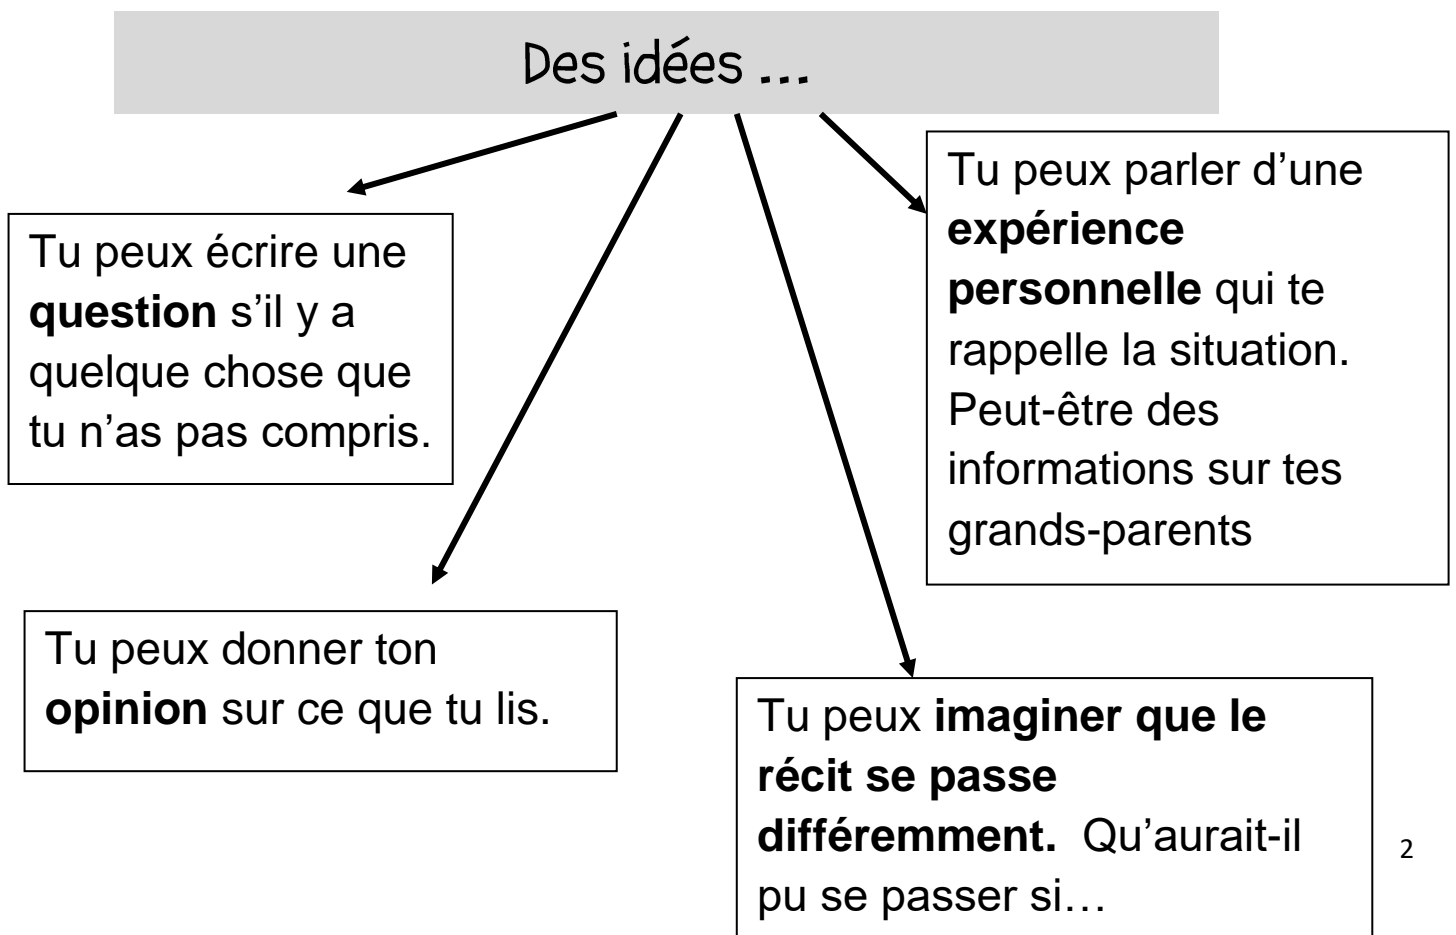 Des idées ...
Tu peux écrire une
question s’il y a
quelque chose que
tu n’as pas compris.
Tu peux parler d’une
expérience
personnelle qui te
rappelle la situation.
Peut-être des
informations sur tes
grands-parents
Tu peux donner ton
opinion sur ce que tu lis.
Tu peux imaginer que le
récit se passe
différemment.  Qu’aurait-il
pu se passer si…
2